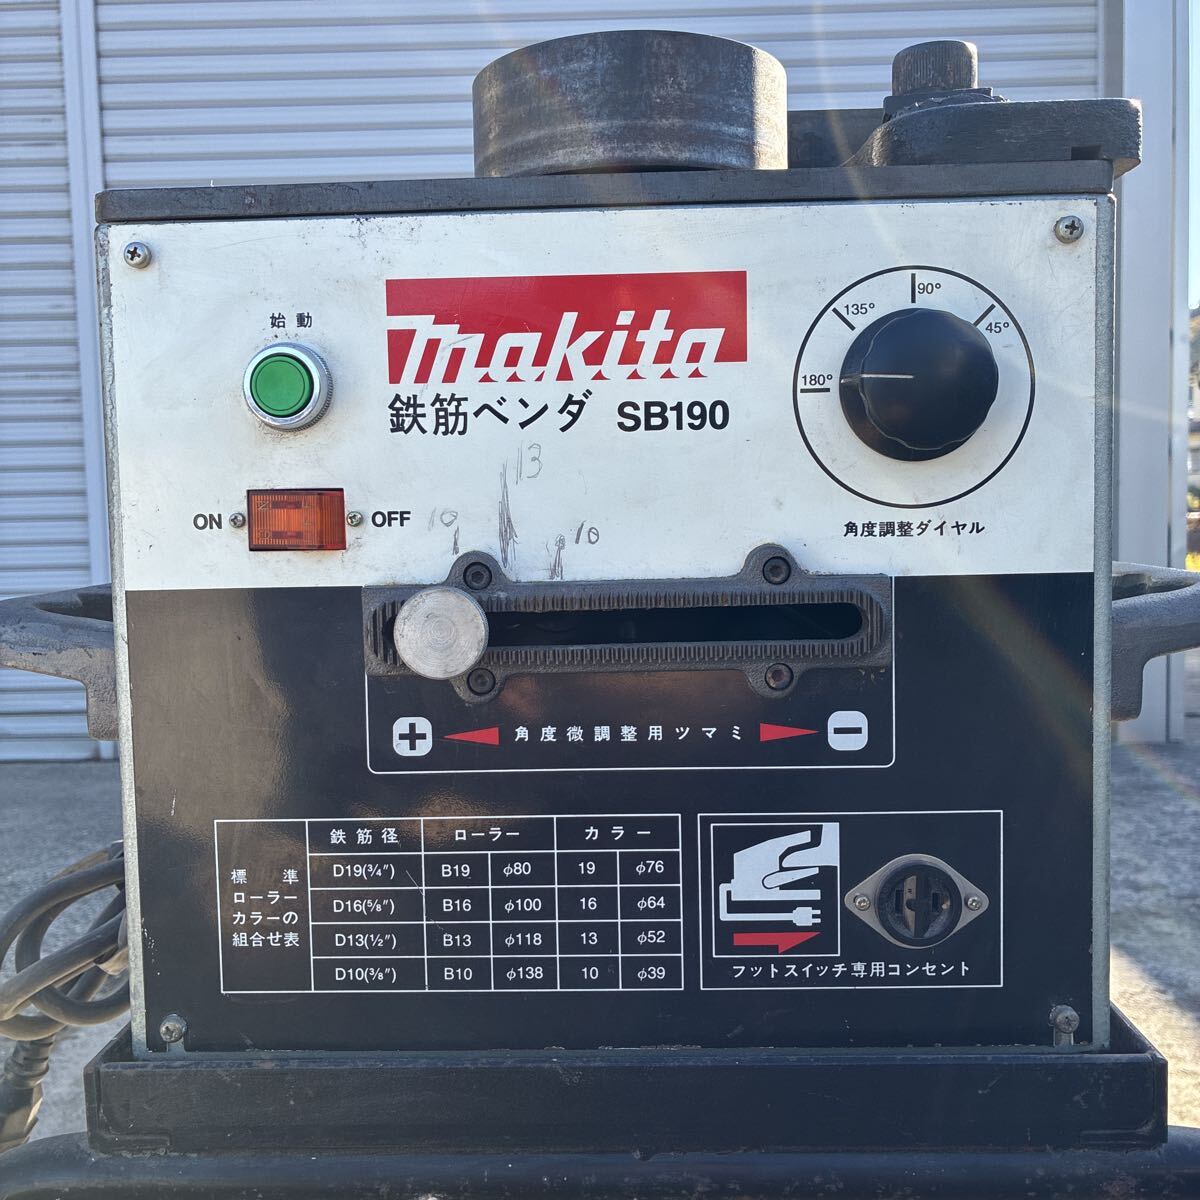 始動
makita
鉄筋ベンダ SB190
ON
OFF
180°
135°
90°
45°
角度調整ダイヤル
10
13
10
+ 角度微調整用ツマミ −
標準
ローラー
カラーの
組合せ表
鉄筋径 ローラー カラー
D19(3/4") B19 φ80 19 φ76
D16(5/8") B16 φ100 16 φ64
D13(1/2") B13 φ118 13 φ52
D10(3/8") B10 φ138 10 φ39
フットスイッチ専用コンセント